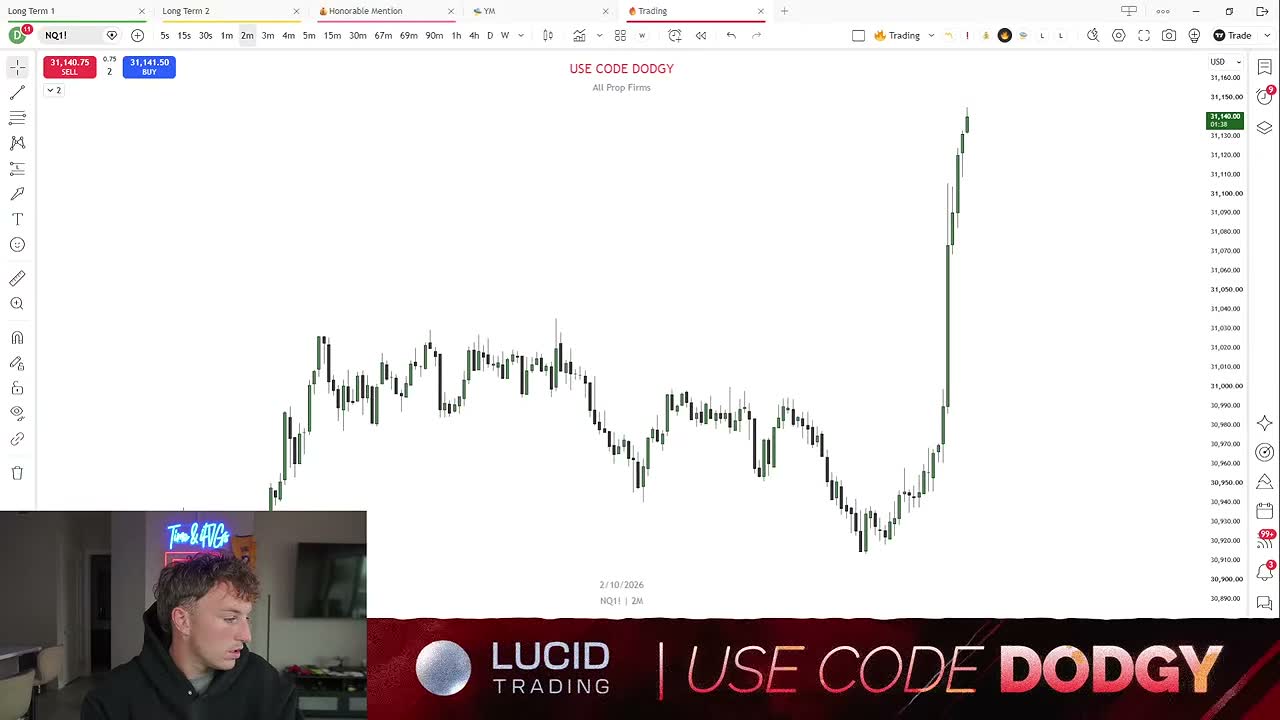 Long Term 1
Long Term 2
Honorable Mention
YM
Trading
D
11
NQ1!
5s 15s 30s 1m 2m 3m 4m 5m 15m 30m 67m 69m 90m 1h 4h D W
W
Trading
!
L
L
Trade
31,140.75
SELL
0.75
2
31,141.50
BUY
2
USE CODE DODGY
All Prop Firms
USD
31,160.00
31,150.00
31,140.00
01:38
31,130.00
31,120.00
31,110.00
31,100.00
31,090.00
31,080.00
31,070.00
31,060.00
31,050.00
31,040.00
31,030.00
31,020.00
31,010.00
31,000.00
30,990.00
30,980.00
30,970.00
30,960.00
30,950.00
30,940.00
30,930.00
30,920.00
30,910.00
30,900.00
30,890.00
9
99+
3
2/10/2026
NQ1! | 2M
LUCID
TRADING
USE CODE DODGY